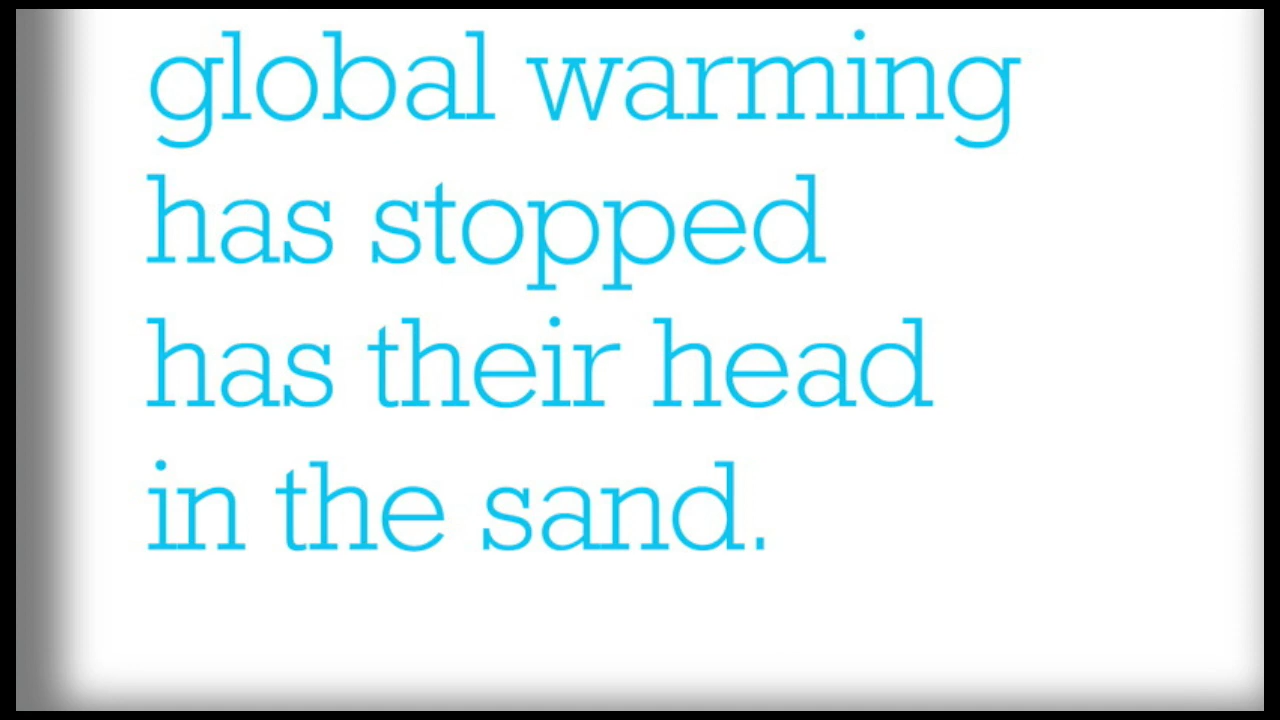 global warming
has stopped
has their head
in the sand.